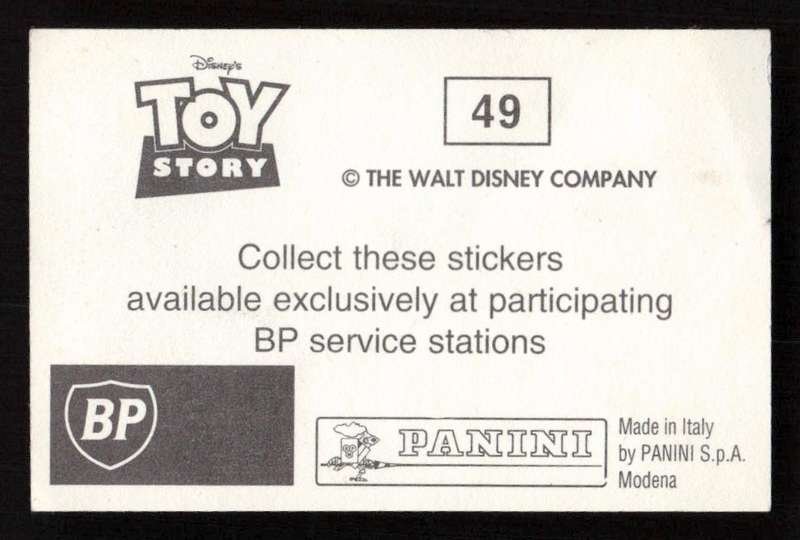 Disney's
TOY
STORY
49
© THE WALT DISNEY COMPANY
Collect these stickers
available exclusively at participating
BP service stations
BP
PANINI
Made in Italy
by PANINI S.p.A.
Modena